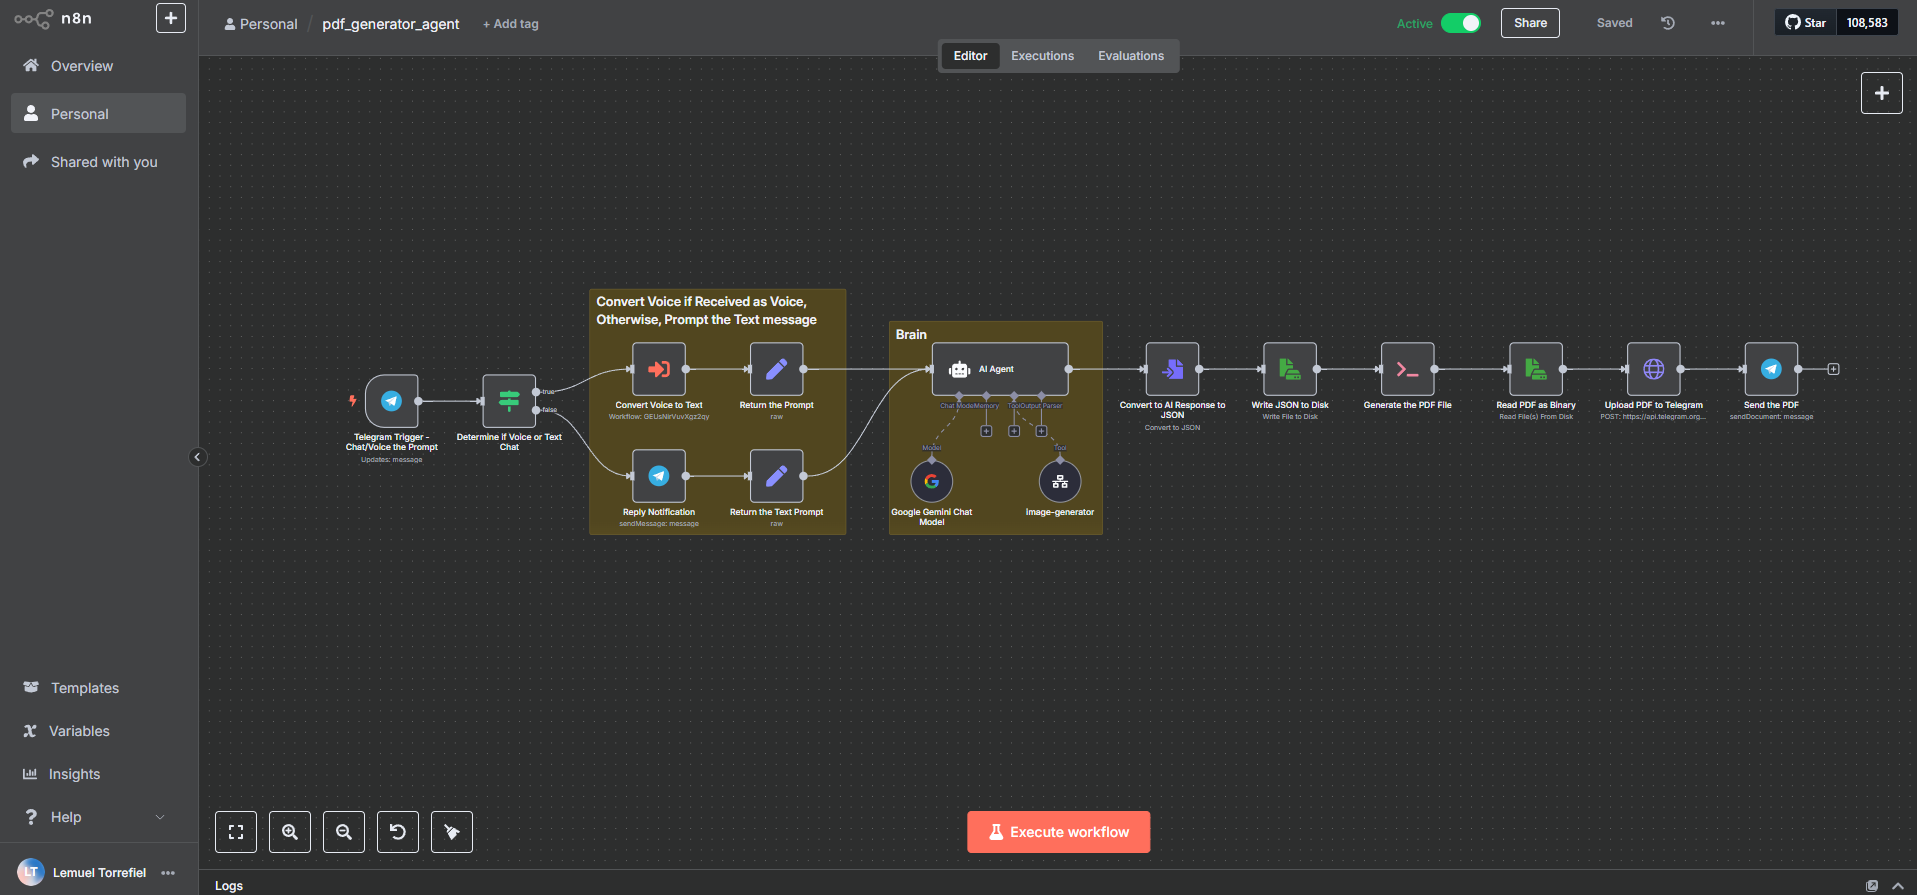 n8n
+
Personal / pdf_generator_agent + Add tag
Active
Share
Saved
Star 108,583
Editor Executions Evaluations
Overview
Personal
Shared with you
Convert Voice if Received as Voice,
Otherwise, Prompt the Text message
Convert Voice to Text
Return the Prompt
raw
Reply Notification
sendMessage: message
Return the Text Prompt
raw
Telegram Trigger -
Chat/Voice the Prompt
Updates: message
Determine if Voice or Text
Chat
true
false
Brain
AI Agent
Chat Model
Memory
Tool
Output Parser
Model
Tool
Google Gemini Chat
Model
Image-generator
Convert to AI Response to
JSON
Convert to JSON
Write JSON to Disk
Write File to Disk
Generate the PDF File
Read PDF as Binary
Read File(s) From Disk
Upload PDF to Telegram
POST: https://api.telegram.org...
Send the PDF
sendDocument: message
Templates
Variables
Insights
Help
LT
Lemuel Torrefiel
Execute workflow
Logs